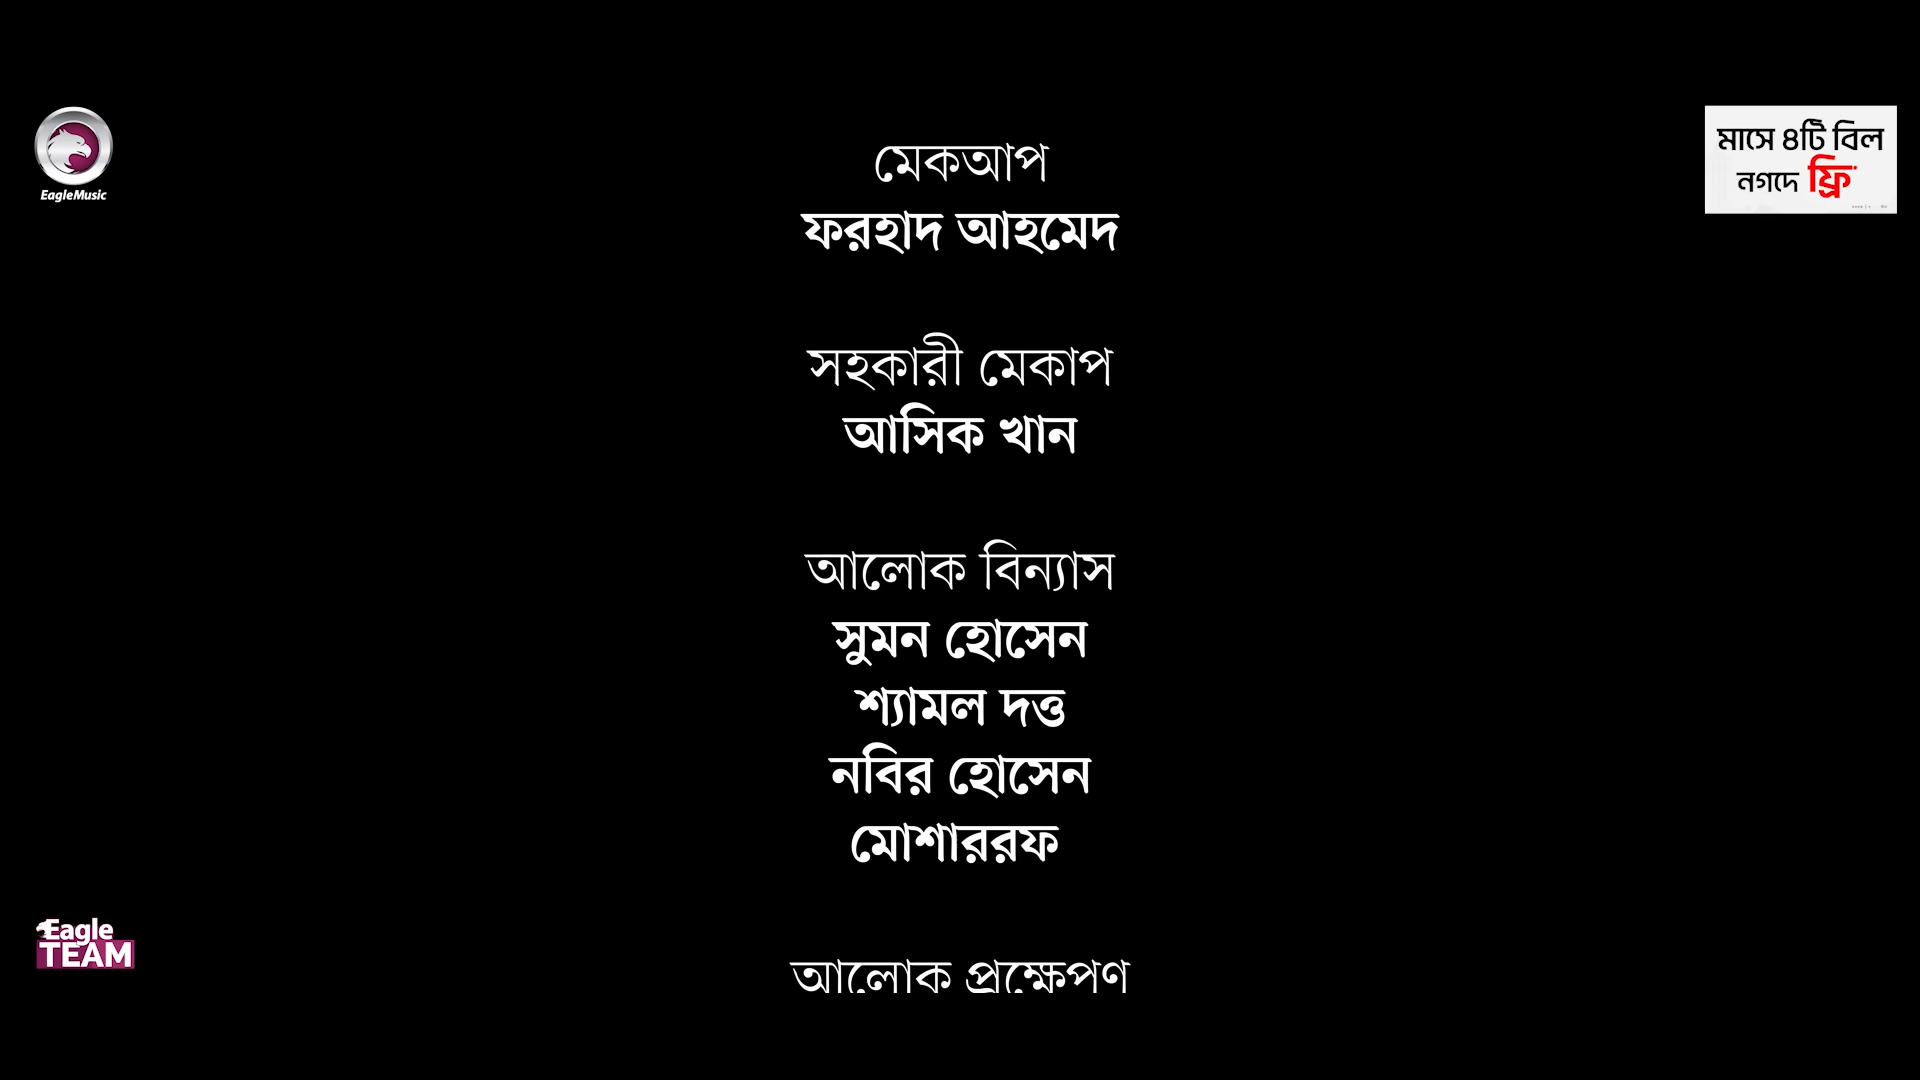 EagleMusic
মাসে ৪টি বিল
নগদে ফ্রি
মেকআপ
ফরহাদ আহমেদ
সহকারী মেকাপ
আসিক খান
আলোক বিন্যাস
সুমন হোসেন
শ্যামল দত্ত
নবির হোসেন
মোশাররফ
Eagle
TEAM
আলোক প্রক্ষেপণ